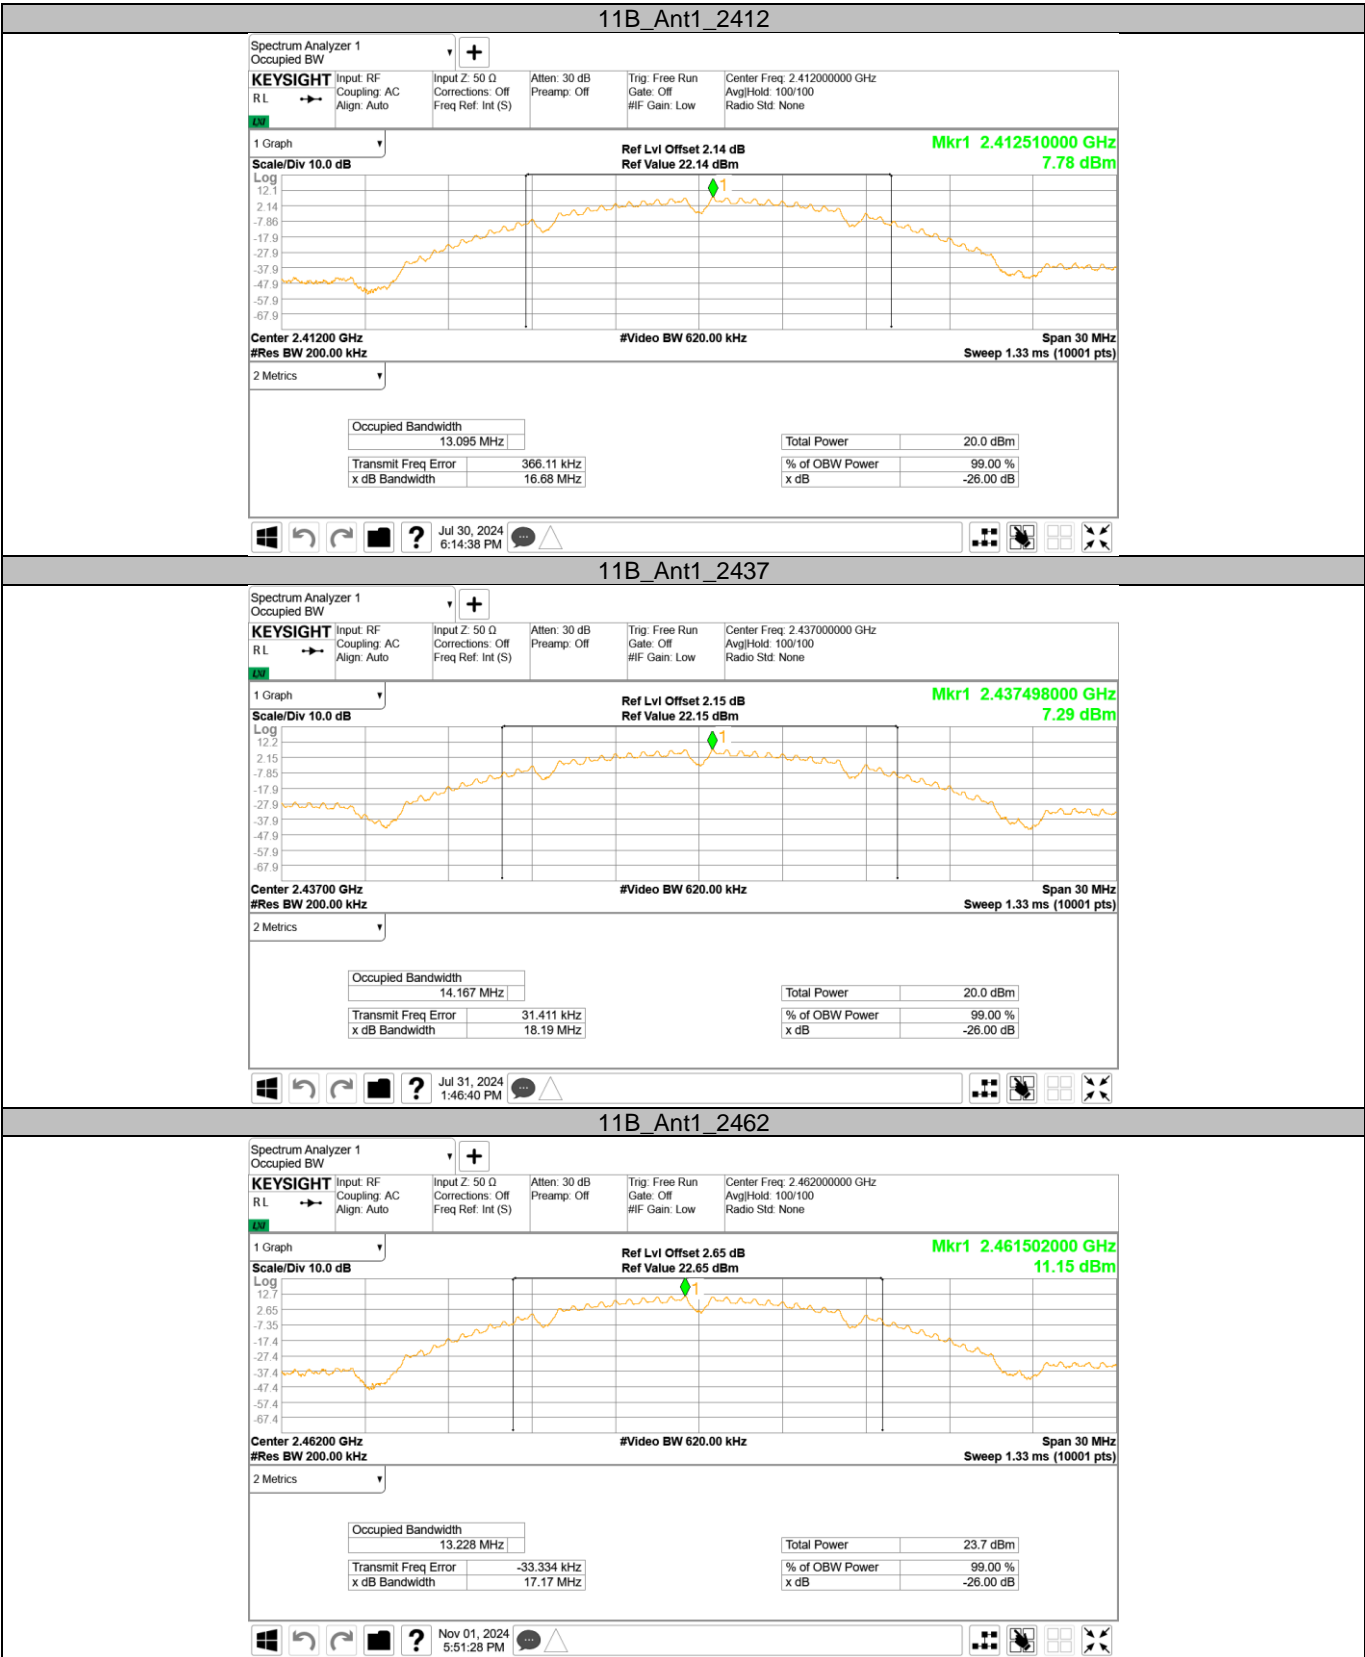 11B_Ant1_2412
Spectrum Analyzer 1
Occupied BW
KEYSIGHT Input: RF Input Z: 50 Ω Atten: 30 dB Trig: Free Run Center Freq: 2.412000000 GHz
RL Coupling: AC Corrections: Off Preamp: Off Gate: Off Avg|Hold: 100/100
Align: Auto Freq Ref: Int (S) #IF Gain: Low Radio Std: None
LXI
1 Graph Ref Lvl Offset 2.14 dB Mkr1 2.412510000 GHz
Scale/Div 10.0 dB Ref Value 22.14 dBm 7.78 dBm
Log
1
12.1
2.14
-7.86
-17.9
-27.9
-37.9
-47.9
-57.9
-67.9
Center 2.41200 GHz #Video BW 620.00 kHz Span 30 MHz
#Res BW 200.00 kHz Sweep 1.33 ms (10001 pts)
2 Metrics
Occupied Bandwidth
13.095 MHz Total Power 20.0 dBm
Transmit Freq Error 366.11 kHz % of OBW Power 99.00 %
x dB Bandwidth 16.68 MHz x dB -26.00 dB
Jul 30, 2024
6:14:38 PM
11B_Ant1_2437
Spectrum Analyzer 1
Occupied BW
KEYSIGHT Input: RF Input Z: 50 Ω Atten: 30 dB Trig: Free Run Center Freq: 2.437000000 GHz
RL Coupling: AC Corrections: Off Preamp: Off Gate: Off Avg|Hold: 100/100
Align: Auto Freq Ref: Int (S) #IF Gain: Low Radio Std: None
LXI
1 Graph Ref Lvl Offset 2.15 dB Mkr1 2.437498000 GHz
Scale/Div 10.0 dB Ref Value 22.15 dBm 7.29 dBm
Log
1
12.2
2.15
-7.85
-17.9
-27.9
-37.9
-47.9
-57.9
-67.9
Center 2.43700 GHz #Video BW 620.00 kHz Span 30 MHz
#Res BW 200.00 kHz Sweep 1.33 ms (10001 pts)
2 Metrics
Occupied Bandwidth
14.167 MHz Total Power 20.0 dBm
Transmit Freq Error 31.411 kHz % of OBW Power 99.00 %
x dB Bandwidth 18.19 MHz x dB -26.00 dB
Jul 31, 2024
1:46:40 PM
11B_Ant1_2462
Spectrum Analyzer 1
Occupied BW
KEYSIGHT Input: RF Input Z: 50 Ω Atten: 30 dB Trig: Free Run Center Freq: 2.462000000 GHz
RL Coupling: AC Corrections: Off Preamp: Off Gate: Off Avg|Hold: 100/100
Align: Auto Freq Ref: Int (S) #IF Gain: Low Radio Std: None
LXI
1 Graph Ref Lvl Offset 2.65 dB Mkr1 2.461502000 GHz
Scale/Div 10.0 dB Ref Value 22.65 dBm 11.15 dBm
Log
1
12.7
2.65
-7.35
-17.4
-27.4
-37.4
-47.4
-57.4
-67.4
Center 2.46200 GHz #Video BW 620.00 kHz Span 30 MHz
#Res BW 200.00 kHz Sweep 1.33 ms (10001 pts)
2 Metrics
Occupied Bandwidth
13.228 MHz Total Power 23.7 dBm
Transmit Freq Error -33.334 kHz % of OBW Power 99.00 %
x dB Bandwidth 17.17 MHz x dB -26.00 dB
Nov 01, 2024
5:51:28 PM